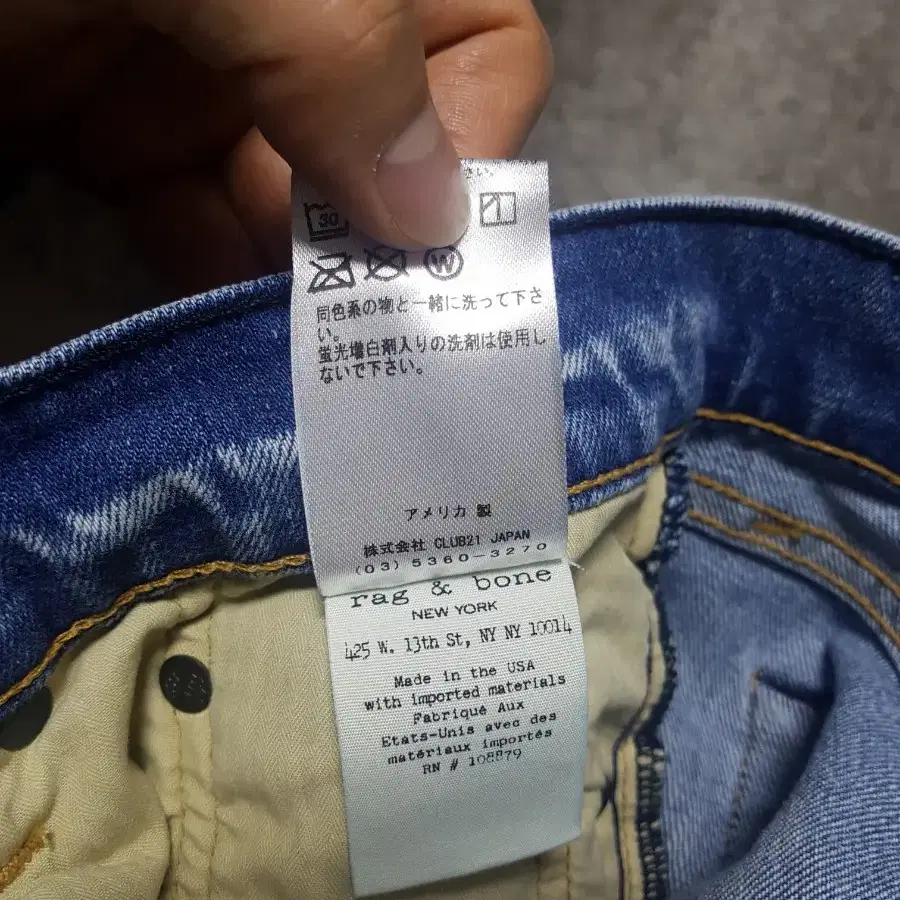 さい。
30
W
同色系の物と一緒に洗って下さ
い。
蛍光増白剤入りの洗剤は使用し
ないで下さい。
アメリカ 製
株式会社 CLUB21 JAPAN
(03) 5360-3270
rag & bone
NEW YORK
425 W. 13th St, NY NY 10014
Made in the USA
with imported materials
Fabriqué Aux
Etats-Unis avec des
matériaux importés
RN # 108879